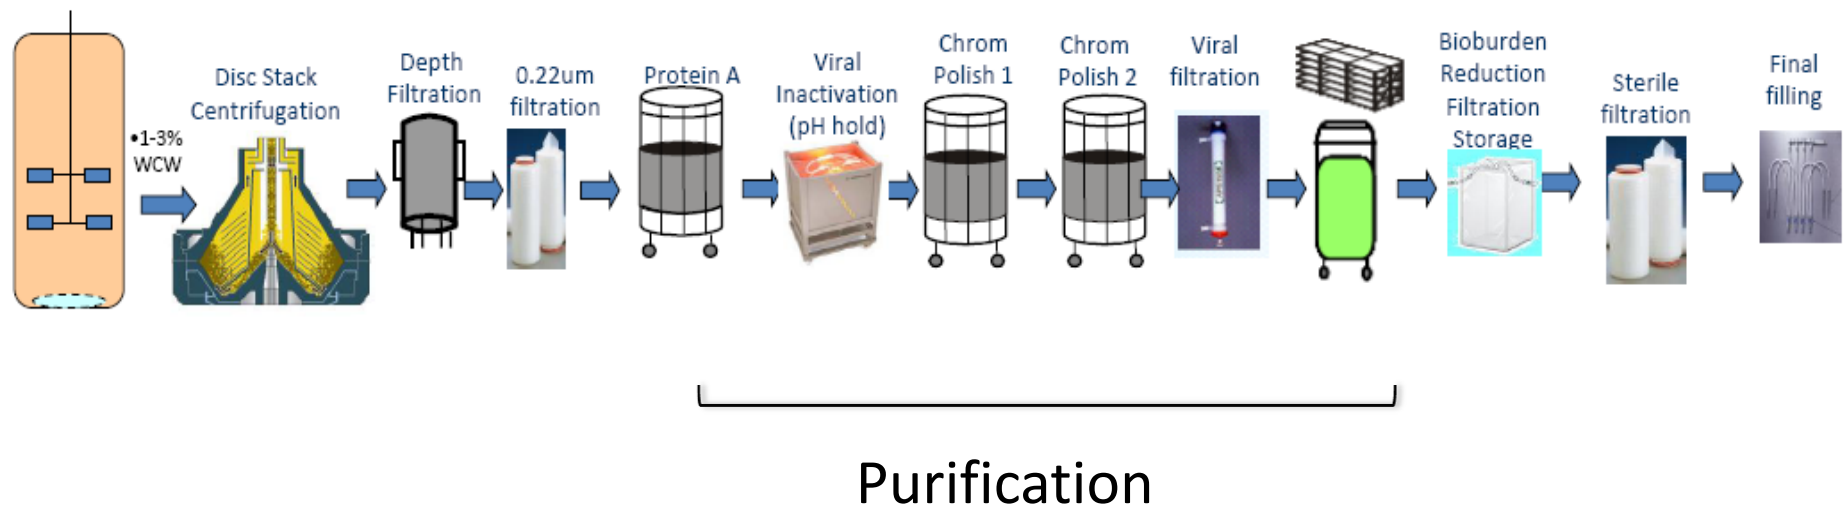 •1-3%
WCW
Disc Stack
Centrifugation
Depth
Filtration
0.22um
filtration
Protein A
Viral
Inactivation
(pH hold)
Chrom
Polish 1
Chrom
Polish 2
Viral
filtration
Bioburden
Reduction
Filtration
Storage
Sterile
filtration
Final
filling
Purification